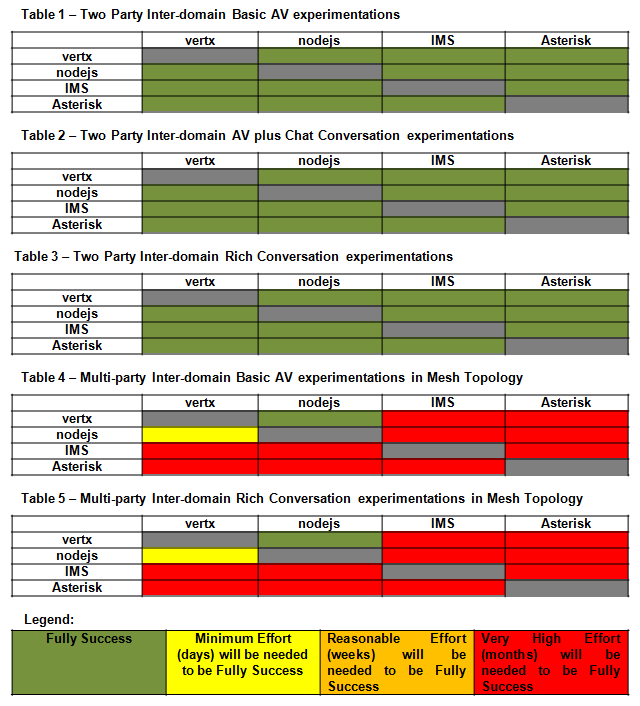 Table 1 – Two Party Inter-domain Basic AV experimentations
vertx nodejs IMS Asterisk
vertx
nodejs
IMS
Asterisk
Table 2 – Two Party Inter-domain AV plus Chat Conversation experimentations
vertx nodejs IMS Asterisk
vertx
nodejs
IMS
Asterisk
Table 3 – Two Party Inter-domain Rich Conversation experimentations
vertx nodejs IMS Asterisk
vertx
nodejs
IMS
Asterisk
Table 4 – Multi-party Inter-domain Basic AV experimentations in Mesh Topology
vertx nodejs IMS Asterisk
vertx
nodejs
IMS
Asterisk
Table 5 – Multi-party Inter-domain Rich Conversation experimentations in Mesh Topology
vertx nodejs IMS Asterisk
vertx
nodejs
IMS
Asterisk
Legend:
Fully Success
Minimum Effort
(days) will be needed
to be Fully Success
Reasonable Effort
(weeks) will be
needed to be Fully
Success
Very High Effort
(months) will be
needed to be Fully
Success